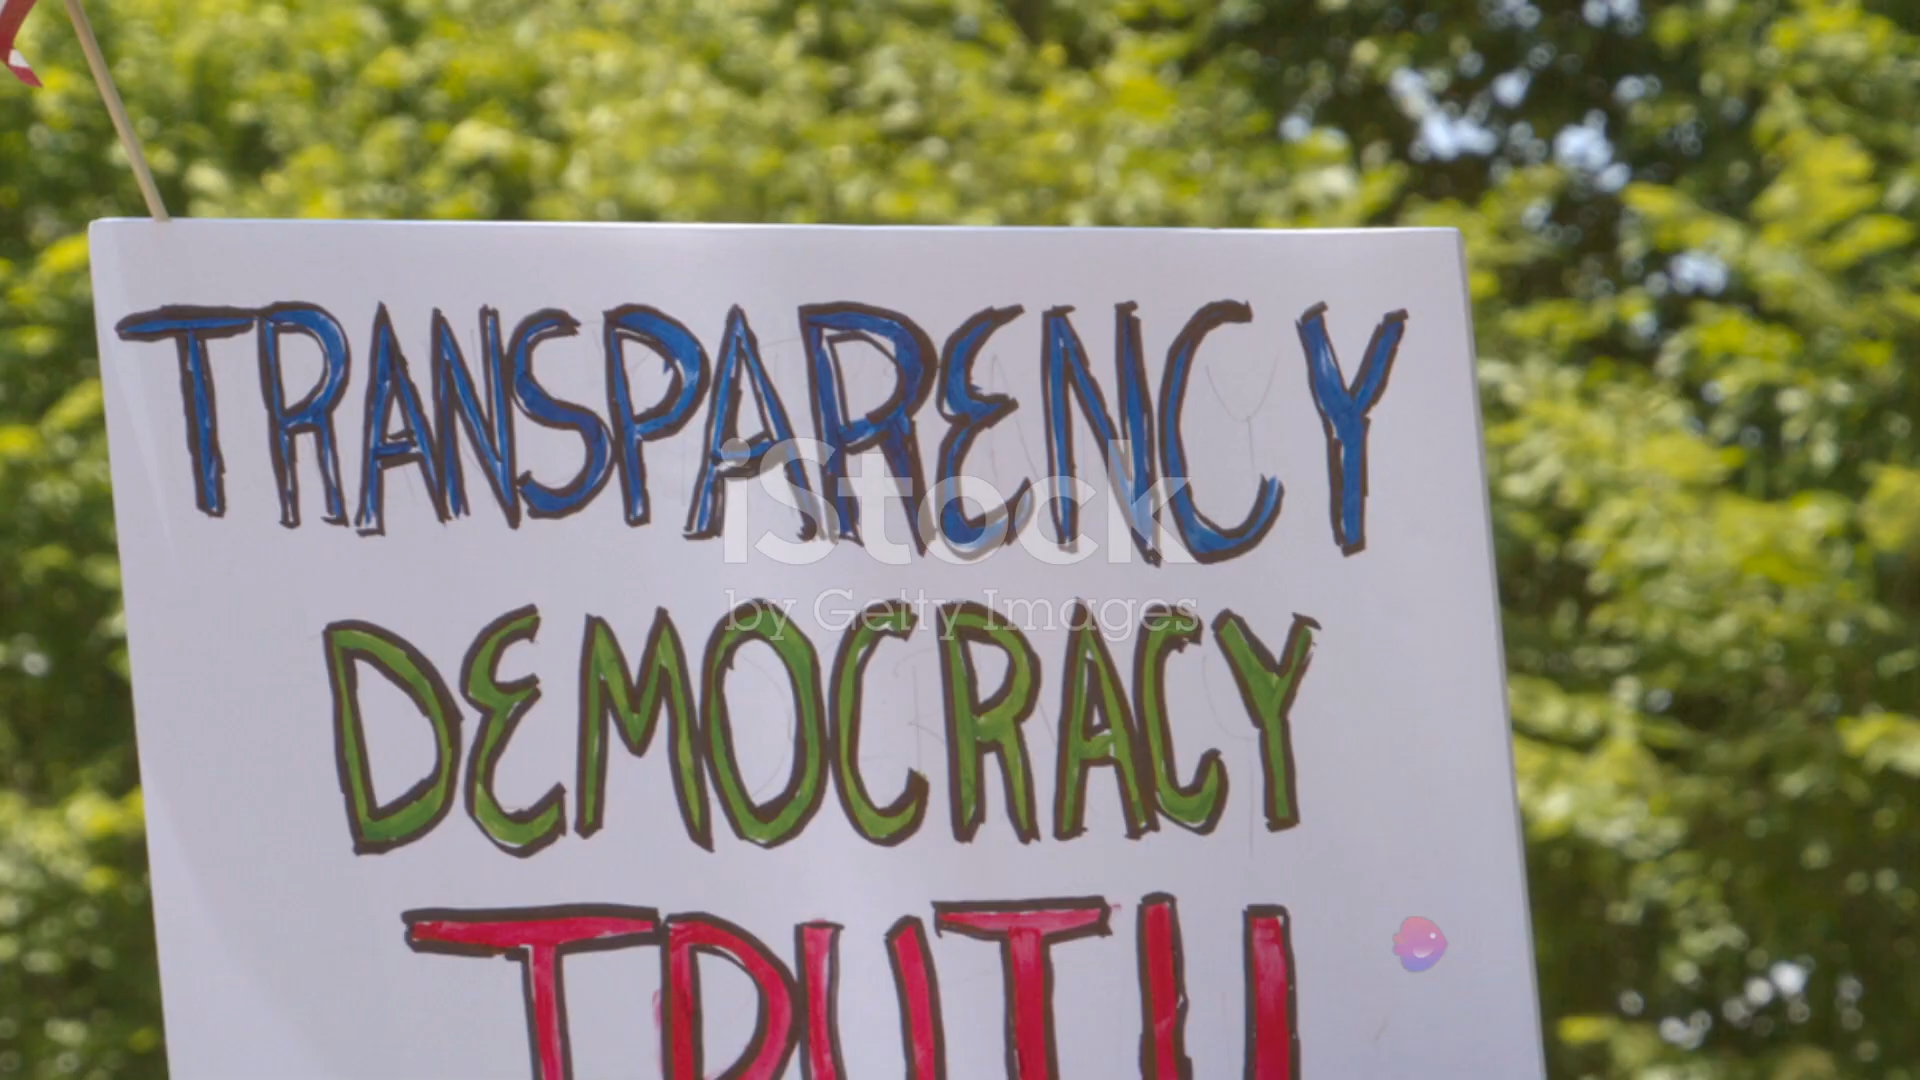 TRANSPARENCY
iStock
by Getty Images
DEMOCRACY
TRUTH